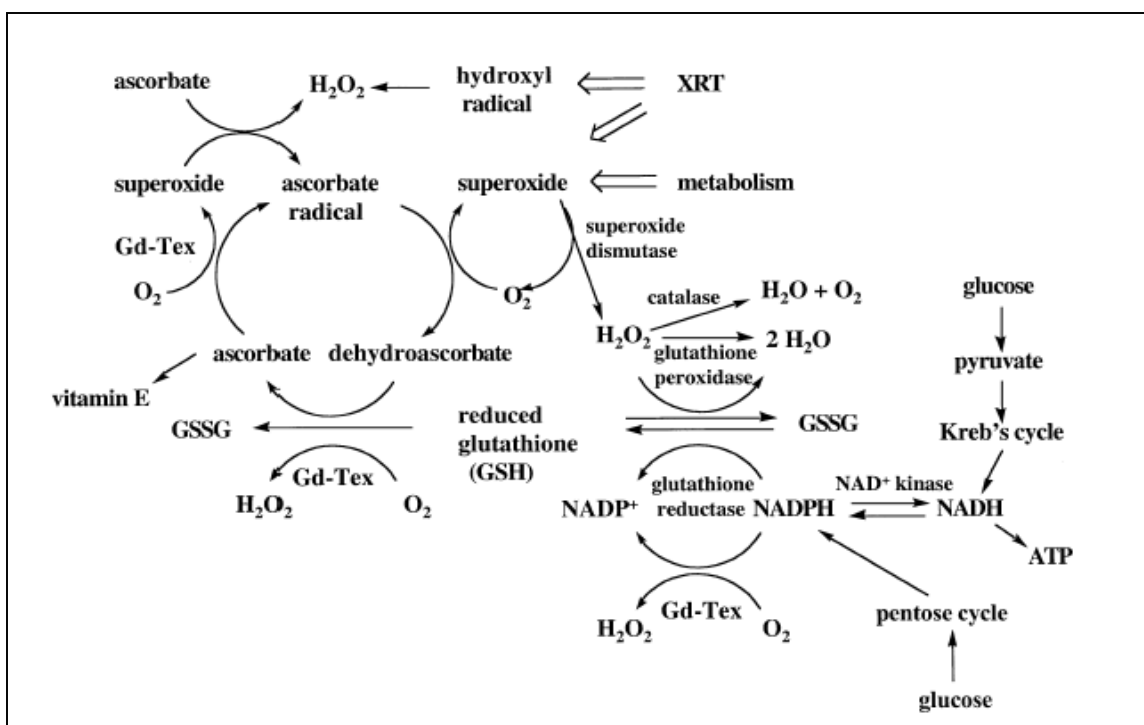 ascorbate
H₂O₂
hydroxyl
radical
XRT
superoxide
ascorbate
radical
superoxide
metabolism
Gd-Tex
superoxide
dismutase
O₂
O₂
catalase
H₂O + O₂
glucose
H₂O₂
2 H₂O
ascorbate
dehydroascorbate
glutathione
peroxidase
pyruvate
vitamin E
GSSG
reduced
glutathione
(GSH)
GSSG
Kreb's cycle
Gd-Tex
H₂O₂
O₂
NADP⁺
glutathione
reductase
NADPH
NAD⁺ kinase
NADH
ATP
Gd-Tex
H₂O₂
O₂
pentose cycle
glucose